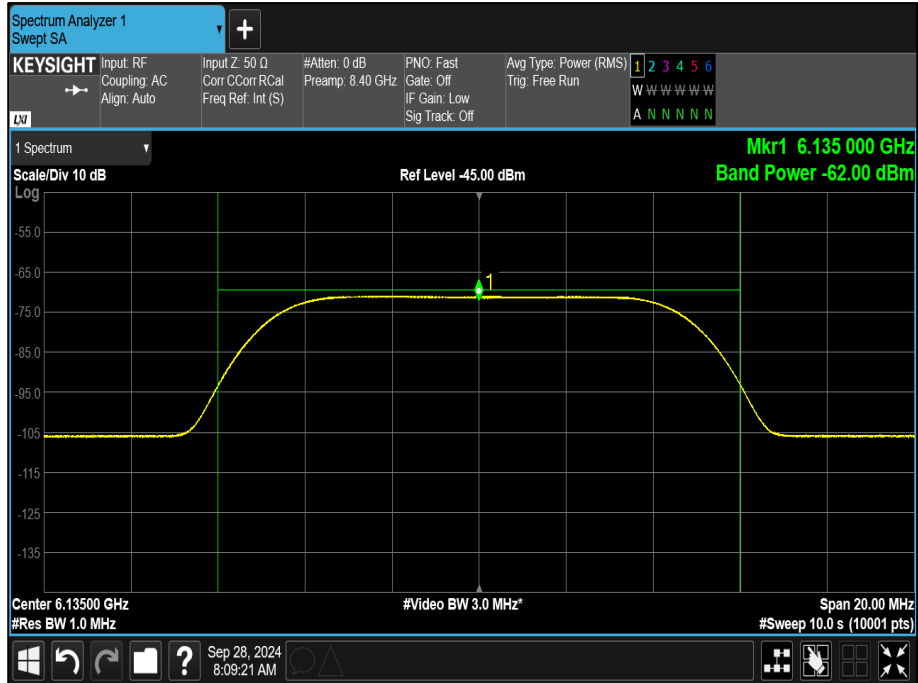 Spectrum Analyzer 1
Swept SA
KEYSIGHT
Input: RF
Coupling: AC
Align: Auto
Input Z: 50 Ω
Corr CCorr RCal
Freq Ref: Int (S)
#Atten: 0 dB
Preamp: 8.40 GHz
PNO: Fast
Gate: Off
IF Gain: Low
Sig Track: Off
Avg Type: Power (RMS)
Trig: Free Run
1 2 3 4 5 6
W W W W W W
A N N N N N
LXI
1 Spectrum
Mkr1 6.135 000 GHz
Scale/Div 10 dB
Ref Level -45.00 dBm
Band Power -62.00 dBm
Log
-55.0
-65.0
1
-75.0
-85.0
-95.0
-105
-115
-125
-135
Center 6.13500 GHz
#Video BW 3.0 MHz*
Span 20.00 MHz
#Res BW 1.0 MHz
#Sweep 10.0 s (10001 pts)
?
Sep 28, 2024
8:09:21 AM